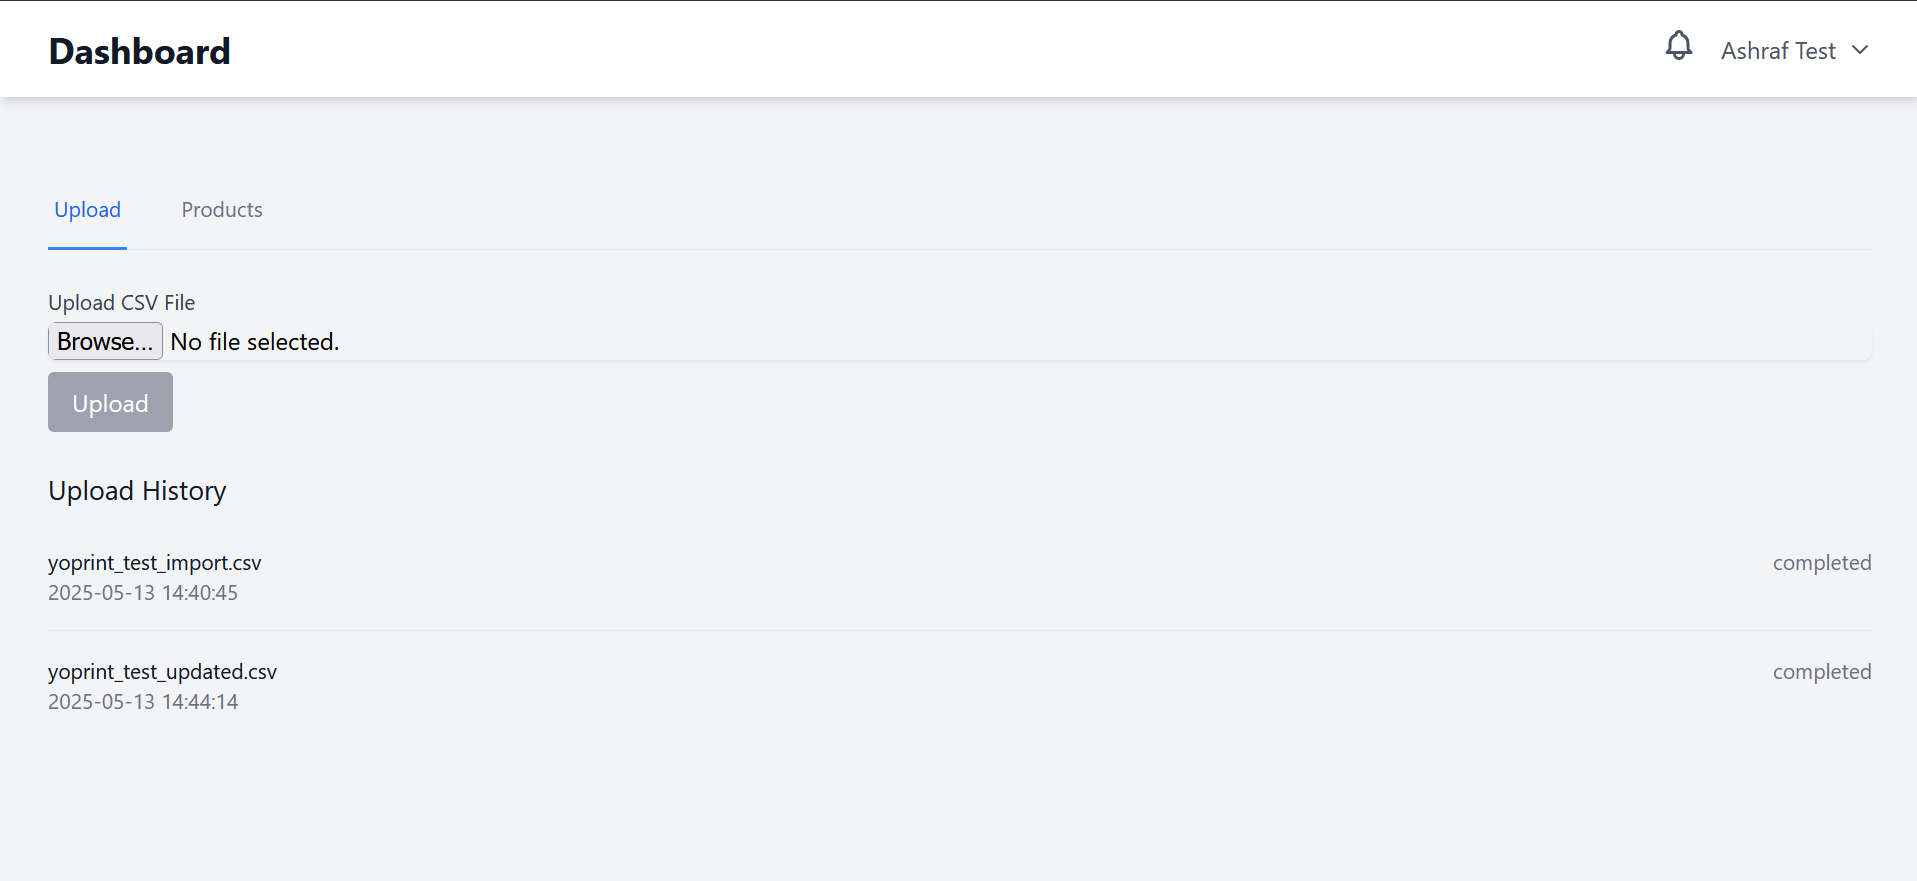 Dashboard
Ashraf Test
Upload
Products
Upload CSV File
Browse... No file selected.
Upload
Upload History
yoprint_test_import.csv
completed
2025-05-13 14:40:45
yoprint_test_updated.csv
completed
2025-05-13 14:44:14